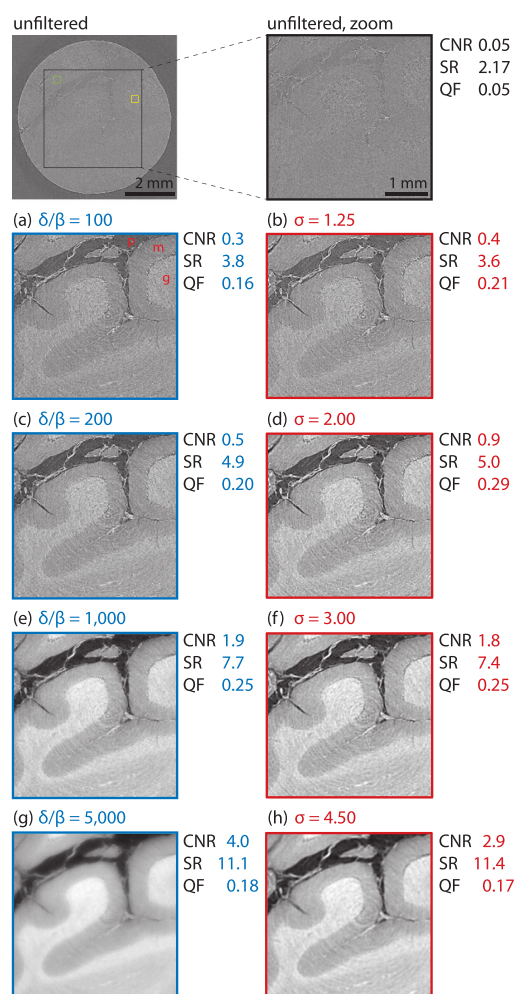 unfiltered
unfiltered, zoom
CNR 0.05
SR 2.17
QF 0.05
2 mm
1 mm
(a) δ/β = 100
p
m
g
CNR 0.3
SR 3.8
QF 0.16
(b) σ = 1.25
CNR 0.4
SR 3.6
QF 0.21
(c) δ/β = 200
CNR 0.5
SR 4.9
QF 0.20
(d) σ = 2.00
CNR 0.9
SR 5.0
QF 0.29
(e) δ/β = 1,000
CNR 1.9
SR 7.7
QF 0.25
(f) σ = 3.00
CNR 1.8
SR 7.4
QF 0.25
(g) δ/β = 5,000
CNR 4.0
SR 11.1
QF 0.18
(h) σ = 4.50
CNR 2.9
SR 11.4
QF 0.17